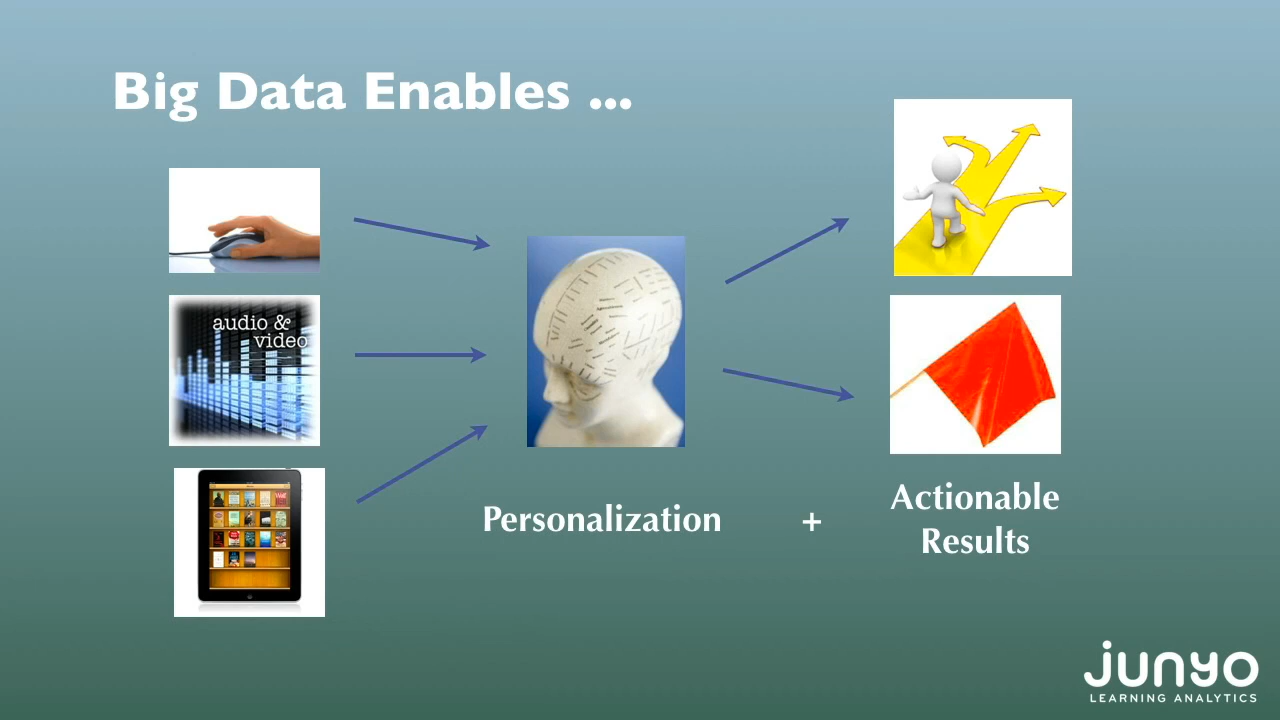 Big Data Enables ...
audio &
video
Personalization
+
Actionable
Results
junyo
LEARNING ANALYTICS